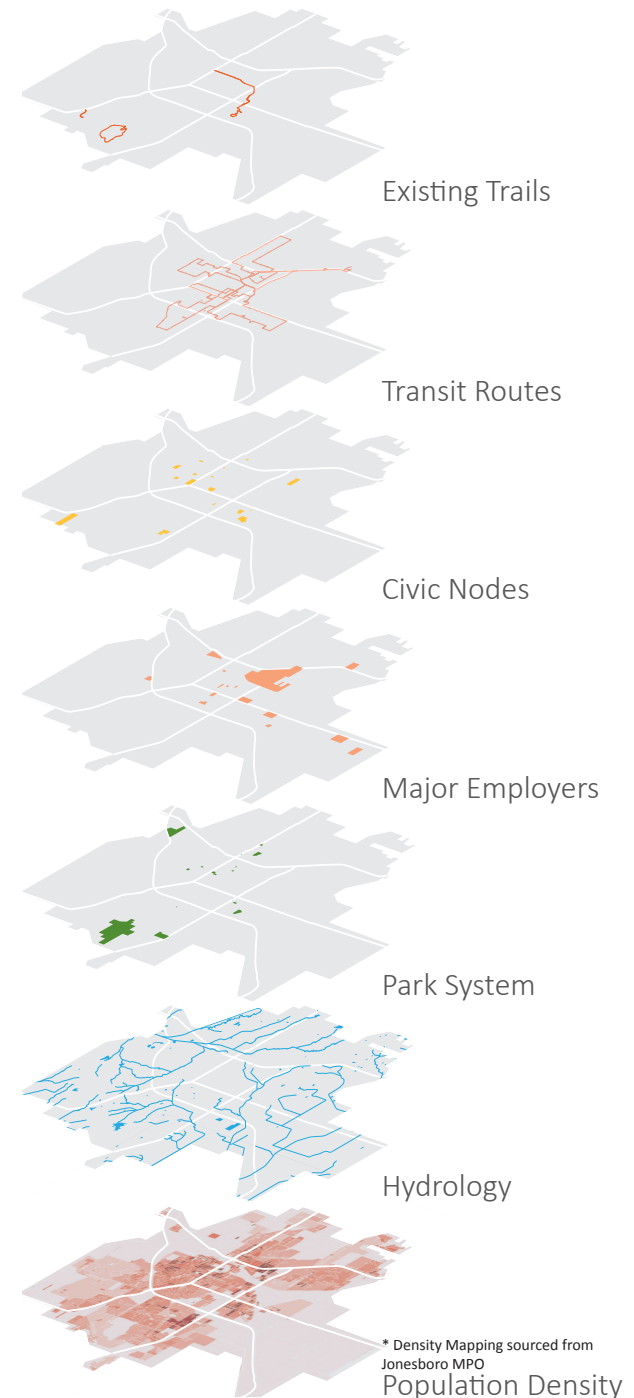 Existing Trails
Transit Routes
Civic Nodes
Major Employers
Park System
Hydrology
* Density Mapping sourced from
Jonesboro MPO
Population Density